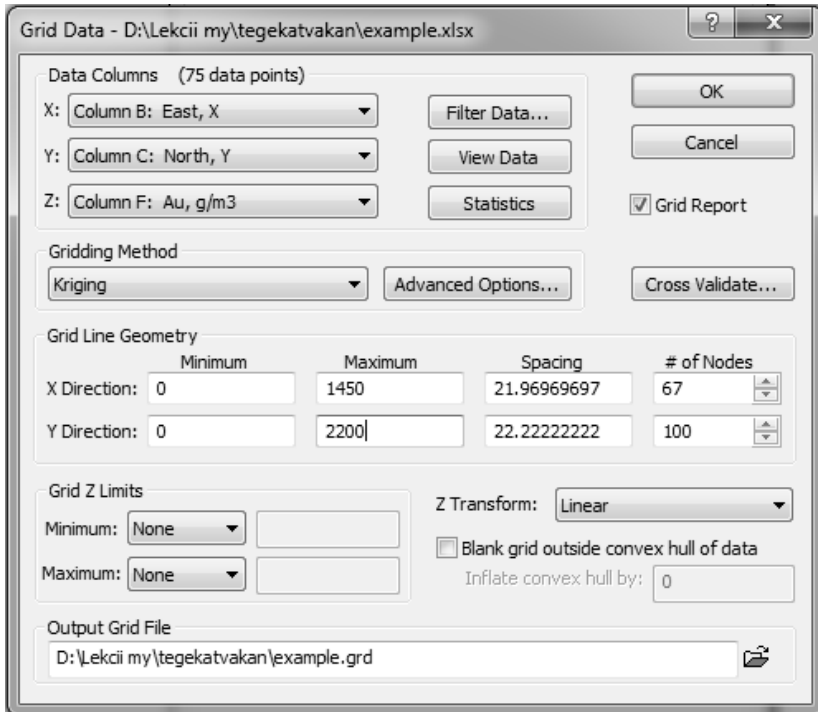 Grid Data - D:\Lekcii my\tegekatvakan\example.xlsx
? X
Data Columns (75 data points)
X: Column B: East, X
Y: Column C: North, Y
Z: Column F: Au, g/m3
Filter Data...
View Data
Statistics
OK
Cancel
Grid Report
Gridding Method
Kriging
Advanced Options...
Cross Validate...
Grid Line Geometry
Minimum Maximum Spacing # of Nodes
X Direction: 0 1450 21.96969697 67
Y Direction: 0 2200 22.22222222 100
Grid Z Limits
Minimum: None
Maximum: None
Z Transform: Linear
Blank grid outside convex hull of data
Inflate convex hull by: 0
Output Grid File
D:\Lekcii my\tegekatvakan\example.grd